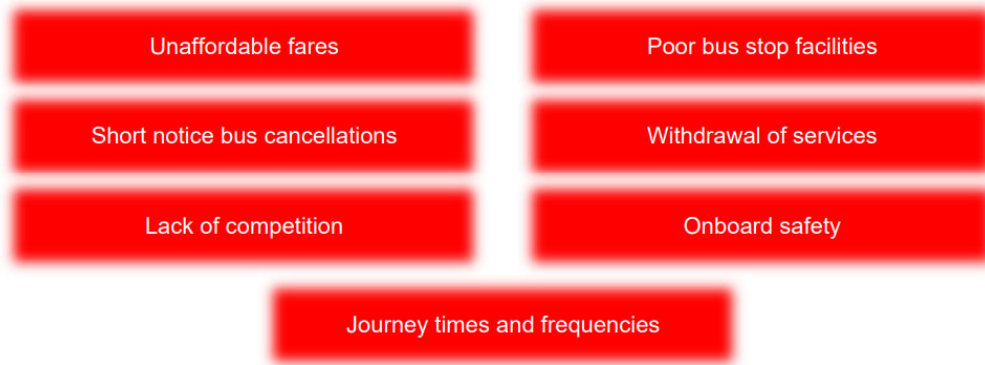 Unaffordable fares
Poor bus stop facilities
Short notice bus cancellations
Withdrawal of services
Lack of competition
Onboard safety
Journey times and frequencies